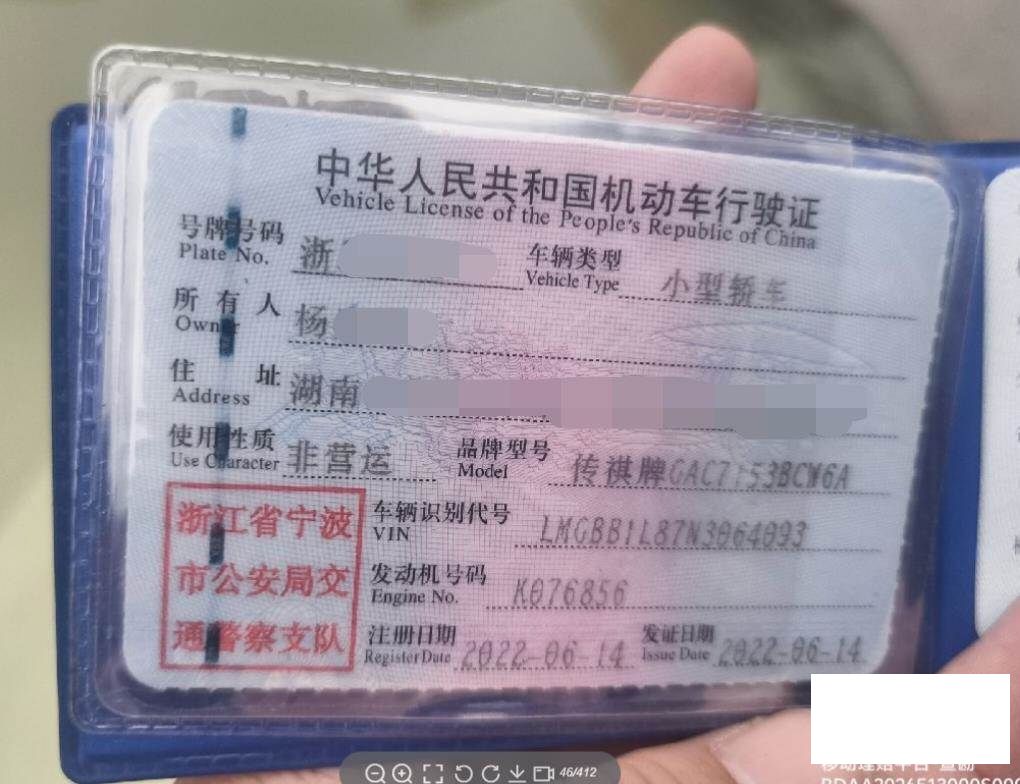 中华人民共和国机动车行驶证
Vehicle License of the People's Republic of China
号牌号码 浙 车辆类型 小型轿车
Plate No. Vehicle Type
所有人 杨
Owner
住址 湖南
Address
使用性质 非营运 品牌型号 传祺牌GAC7153BCW6A
Use Character Model
浙江省宁波
市公安局交
通警察支队
车辆识别代号 LMGBB1L87N3064093
VIN
发动机号码 K076856
Engine No.
注册日期 2022-06-14 发证日期 2022-06-14
Register Date Issue Date
46/412